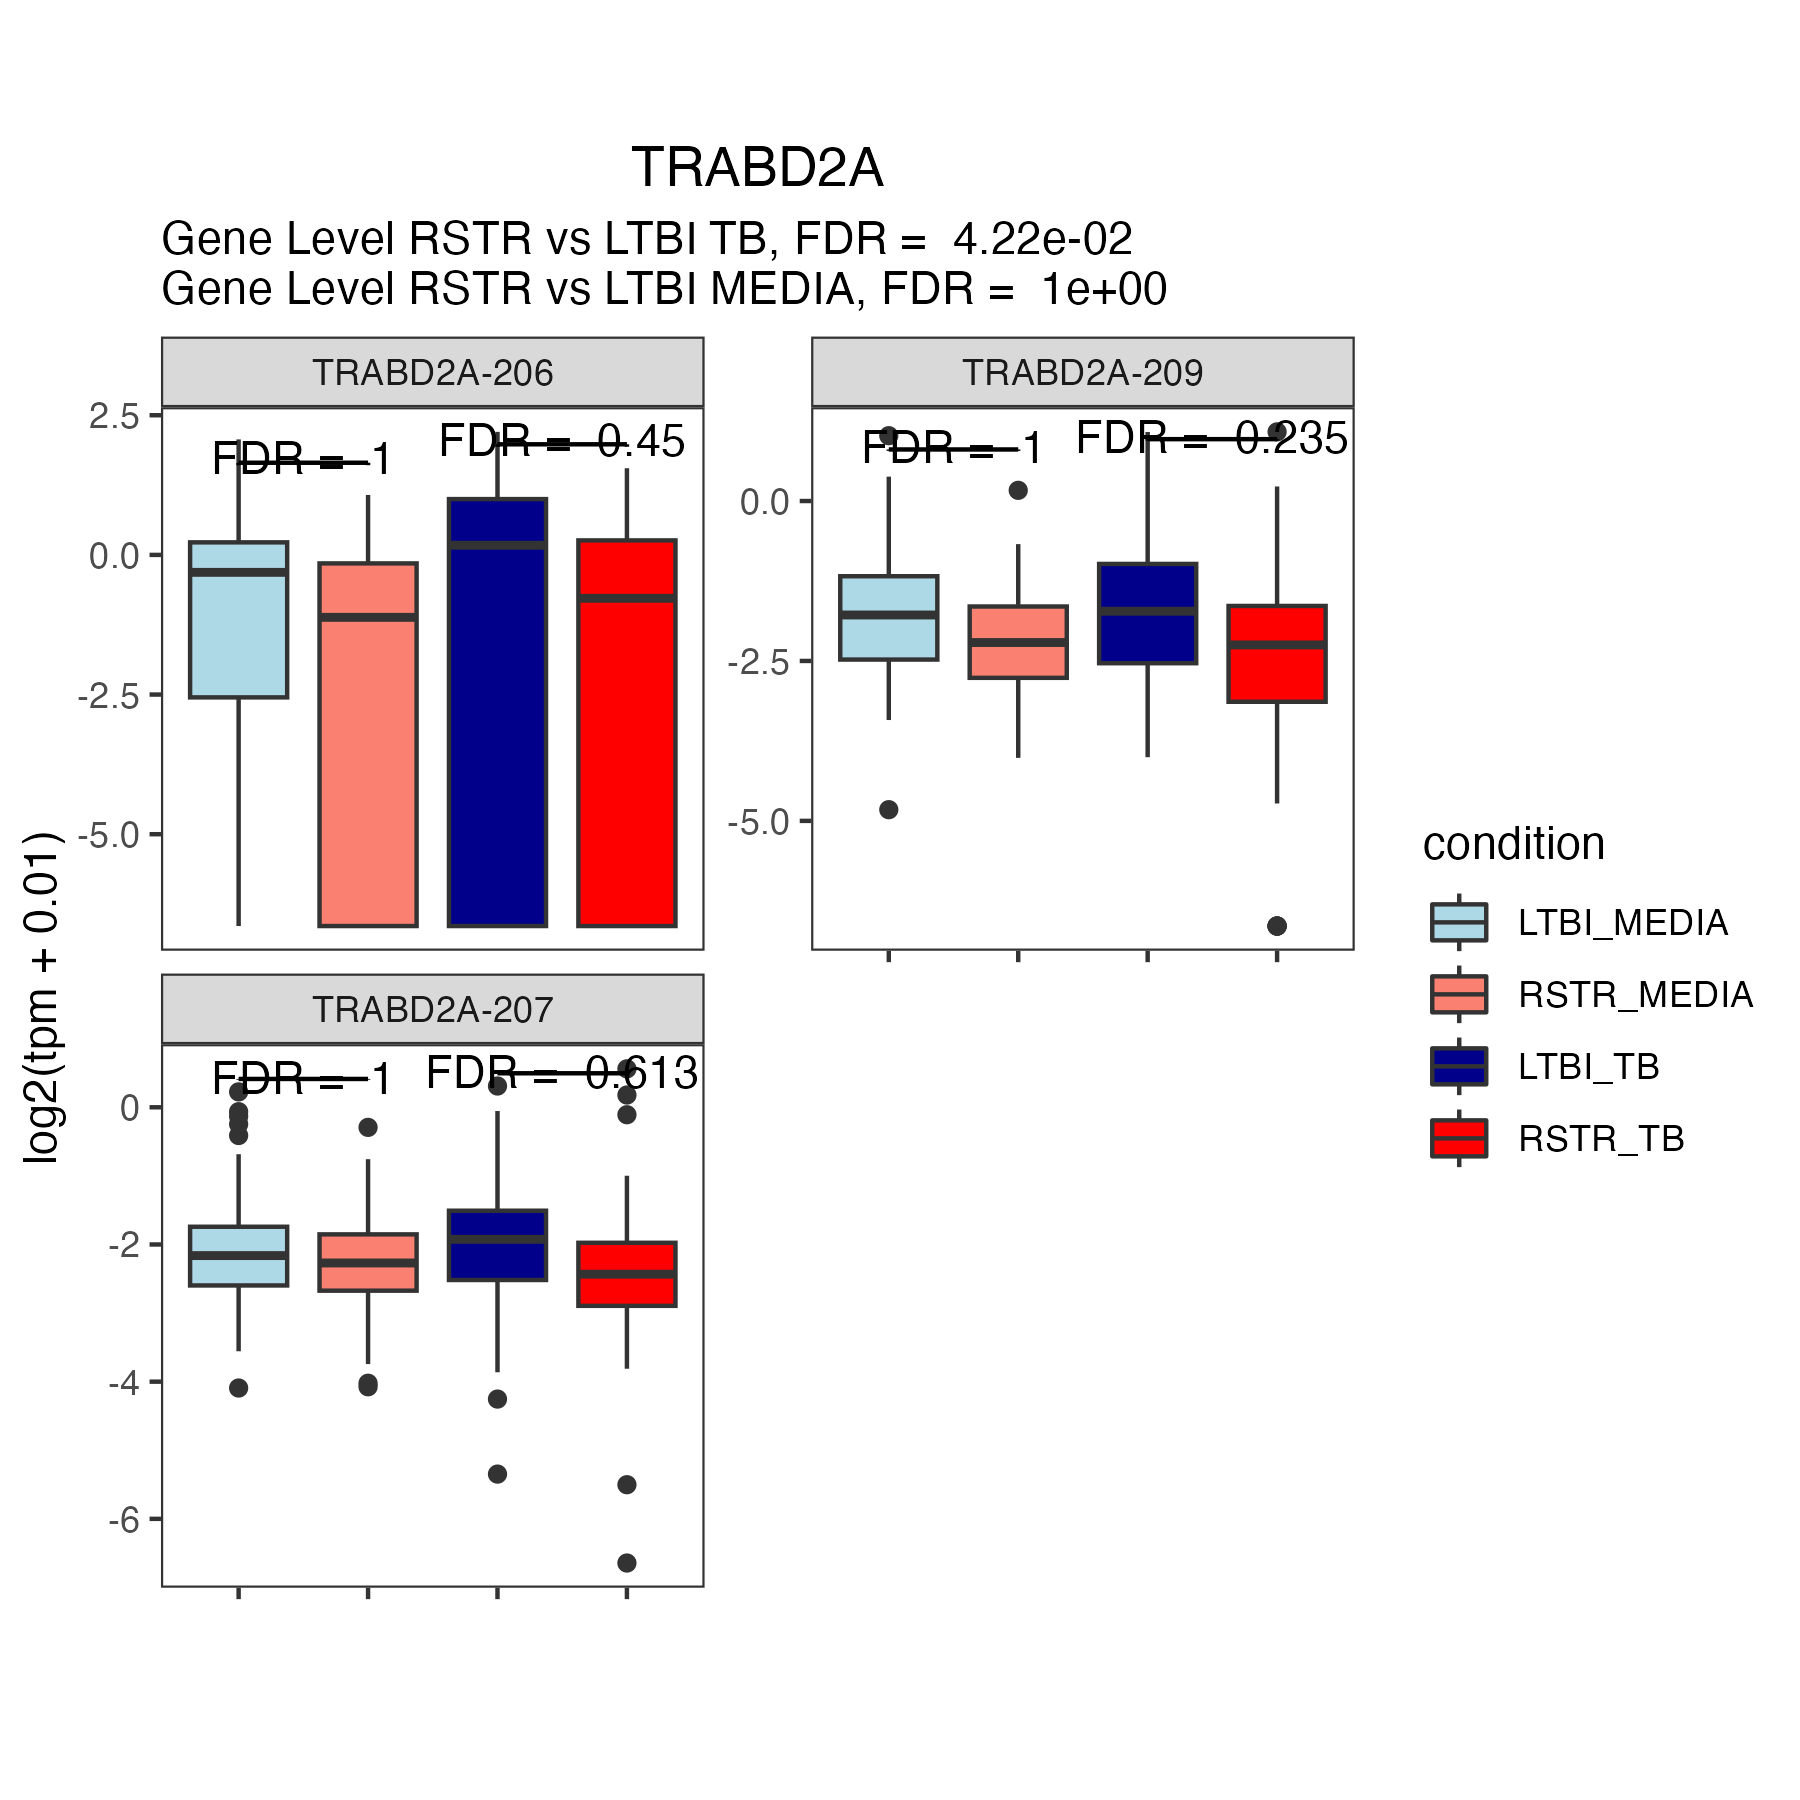 TRABD2A
Gene Level RSTR vs LTBI TB, FDR =  4.22e-02
Gene Level RSTR vs LTBI MEDIA, FDR =  1e+00
TRABD2A-206
2.5
0.0
-2.5
-5.0
FDR = 1
FDR = 0.45
TRABD2A-209
0.0
-2.5
-5.0
FDR = 1
FDR = 0.235
TRABD2A-207
0
-2
-4
-6
FDR = 1
FDR = 0.613
log2(tpm + 0.01)
condition
LTBI_MEDIA
RSTR_MEDIA
LTBI_TB
RSTR_TB